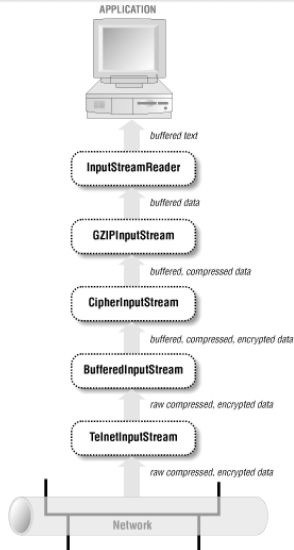 APPLICATION
buffered text
InputStreamReader
buffered data
GZIPInputStream
buffered, compressed data
CipherInputStream
buffered, compressed, encrypted data
BufferedInputStream
raw compressed, encrypted data
TelnetInputStream
raw compressed, encrypted data
Network